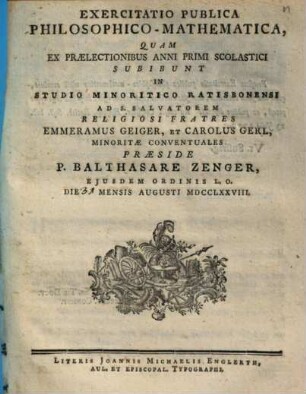 EXERCITATIO PUBLICA
PHILOSOPHICO-MATHEMATICA,
QUAM
EX PRÆLECTIONIBUS ANNI PRIMI SCOLASTICI
SUBIBUNT
IN
STUDIO MINORITICO RATISBONENSI
AD S. SALVATOREM
RELIGIOSI FRATRES
EMMERAMUS GEIGER, ET CAROLUS GERL,
MINORITÆ CONVENTUALES
PRÆSIDE
P. BALTHASARE ZENGER,
EJUSDEM ORDINIS L. O.
DIE MENSIS AUGUSTI MDCCLXXVIII.
LITERIS JOANNIS MICHAELIS ENGLERTH,
AUL. ET EPISCOPAL. TYPOGRAPHI.